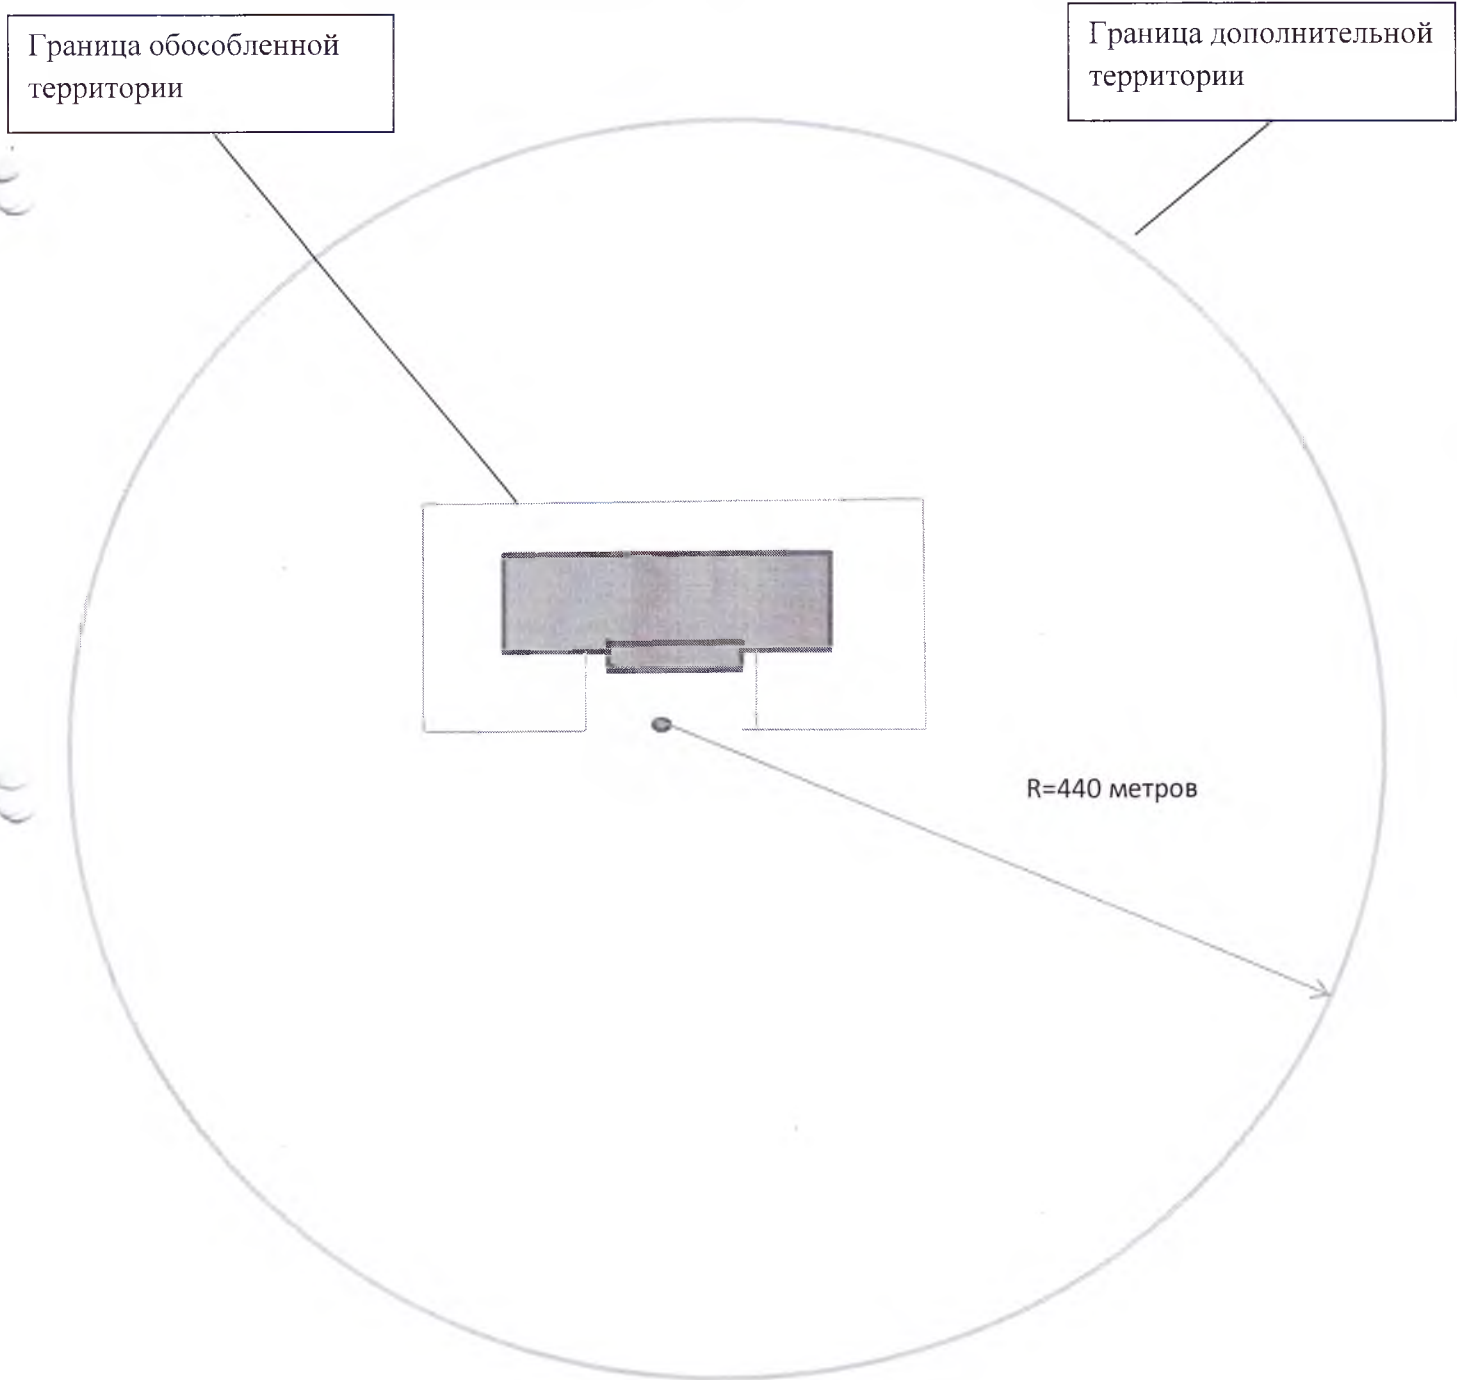 Граница обособленной
территории
Граница дополнительной
территории
R=440 метров